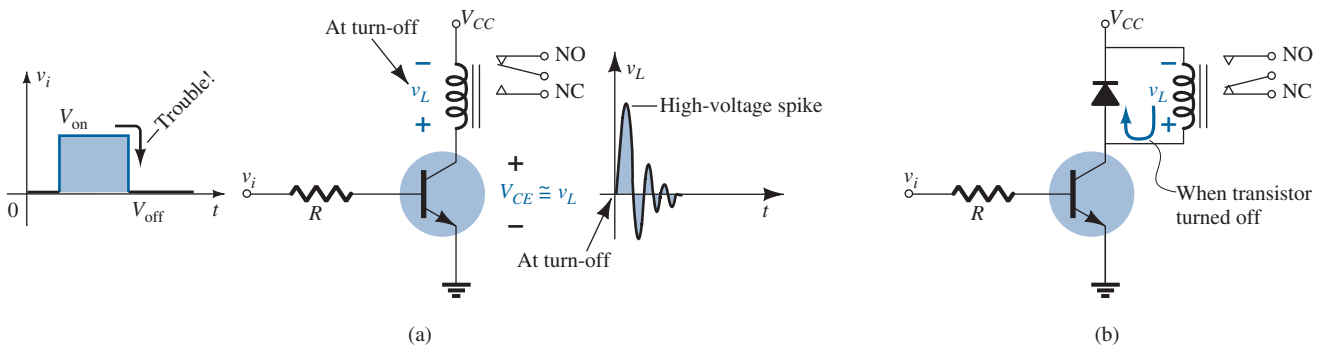 v_i
V_on
Trouble!
0
V_off
t
At turn-off
V_CC
−
v_L
+
NO
NC
v_i
R
+
V_CE ≅ v_L
−
v_L
High-voltage spike
t
At turn-off
(a)
V_CC
−
v_L
+
NO
NC
v_i
R
When transistor
turned off
(b)